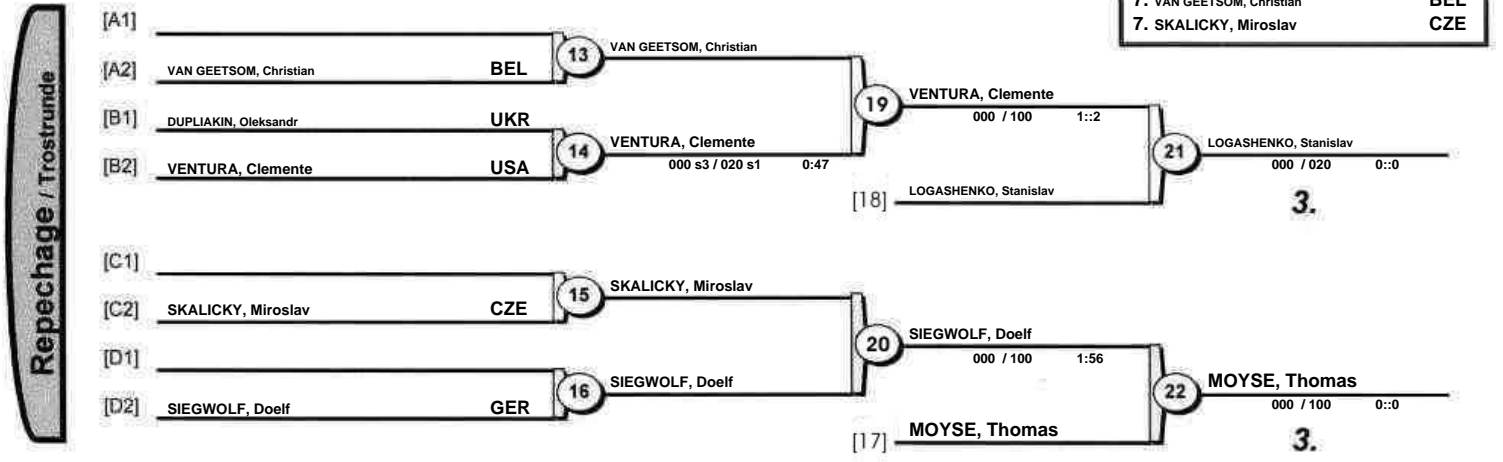 7. VAN GEETSOM, Christian BEL
7. SKALICKY, Miroslav CZE
Repechage / Trostrunde
[A1]
[A2] VAN GEETSOM, Christian BEL
13 VAN GEETSOM, Christian
[B1] DUPLIAKIN, Oleksandr UKR
[B2] VENTURA, Clemente USA
14 VENTURA, Clemente
000 s3 / 020 s1 0:47
19 VENTURA, Clemente
000 / 100 1::2
[18] LOGASHENKO, Stanislav
21 LOGASHENKO, Stanislav
000 / 020 0::0
3.
[C1]
[C2] SKALICKY, Miroslav CZE
15 SKALICKY, Miroslav
[D1]
[D2] SIEGWOLF, Doelf GER
16 SIEGWOLF, Doelf
20 SIEGWOLF, Doelf
000 / 100 1:56
[17] MOYSE, Thomas
22 MOYSE, Thomas
000 / 100 0::0
3.